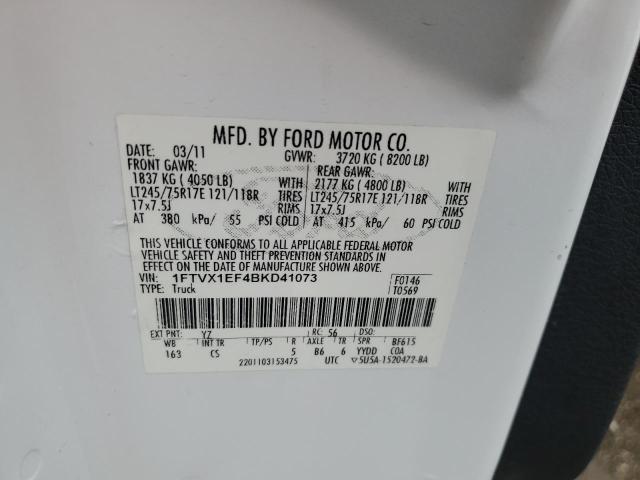 MFD. BY FORD MOTOR CO.
DATE: 03/11 GVWR: 3720 KG ( 8200 LB)
FRONT GAWR: REAR GAWR:
1837 KG ( 4050 LB) WITH 2177 KG ( 4800 LB) WITH
LT245/75R17E 121/118R TIRES LT245/75R17E 121/118R TIRES
17x7.5J RIMS 17x7.5J RIMS
AT 380 kPa/ 55 PSI COLD AT 415 kPa/ 60 PSI COLD
THIS VEHICLE CONFORMS TO ALL APPLICABLE FEDERAL MOTOR
VEHICLE SAFETY AND THEFT PREVENTION STANDARDS IN
EFFECT ON THE DATE OF MANUFACTURE SHOWN ABOVE.
VIN: 1FTVX1EF4BKD41073 F0146
TYPE: Truck T0569
EXT PNT: YZ RC: 56 DSO:
WB INT TR TP/PS R AXLE TR SPR BF615
163 CS 5 B6 6 YYDD COA
2201103153475 UTC 5U5A-1520472-BA